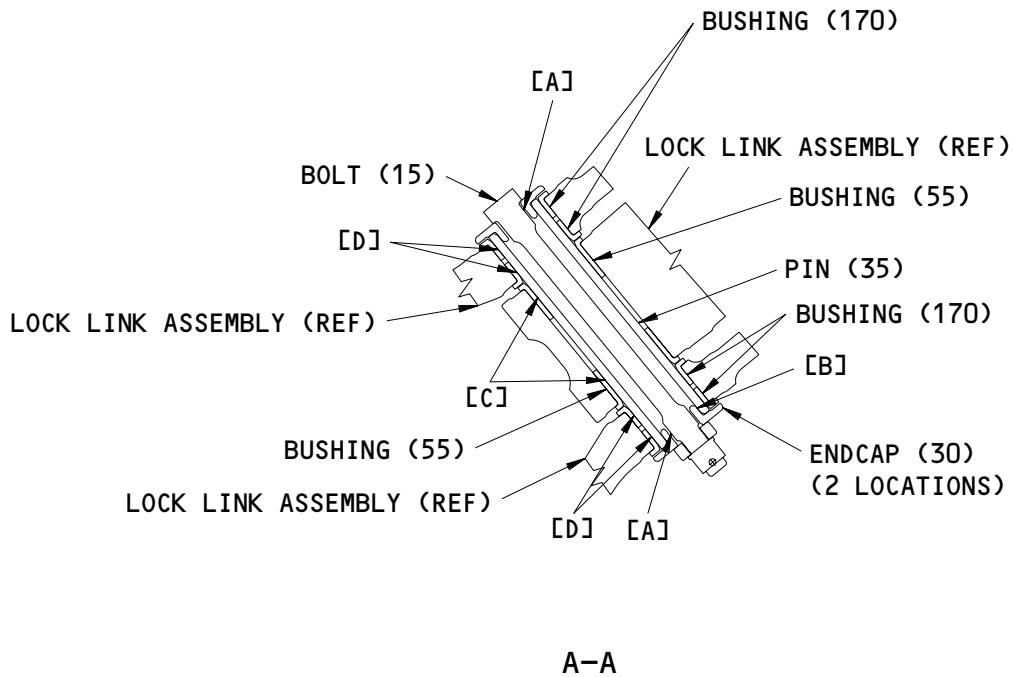 BUSHING (170)
[A]
LOCK LINK ASSEMBLY (REF)
BOLT (15)
BUSHING (55)
[D]
PIN (35)
BUSHING (170)
LOCK LINK ASSEMBLY (REF)
[B]
[C]
BUSHING (55)
ENDCAP (30)
(2 LOCATIONS)
LOCK LINK ASSEMBLY (REF)
[D]
[A]
A-A